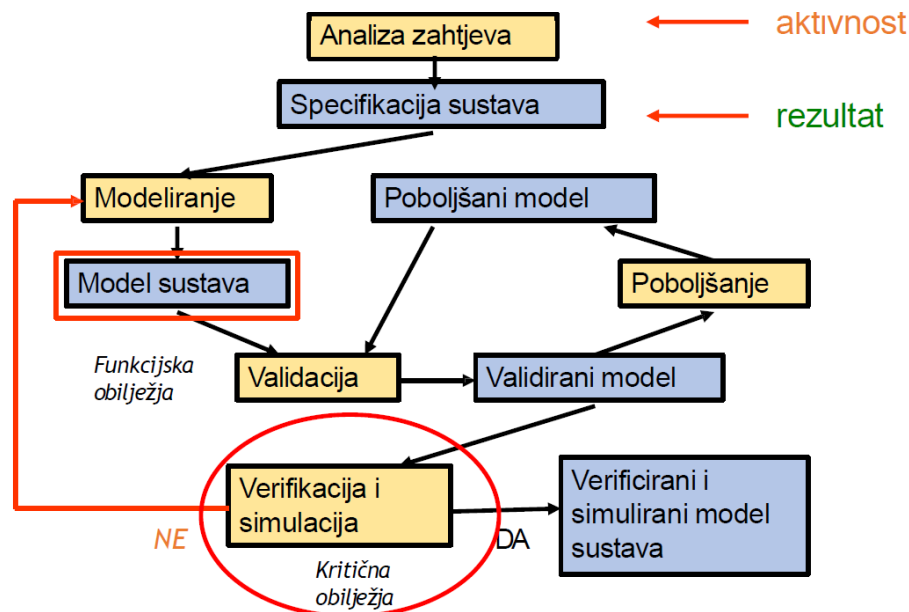 Analiza zahtjeva
aktivnost
Specifikacija sustava
rezultat
Modeliranje
Poboljšani model
Model sustava
Poboljšanje
Funkcijska
obilježja
Validacija
Validirani model
Verifikacija i
simulacija
NE
DA
Verificirani i
simulirani model
sustava
Kritična
obilježja